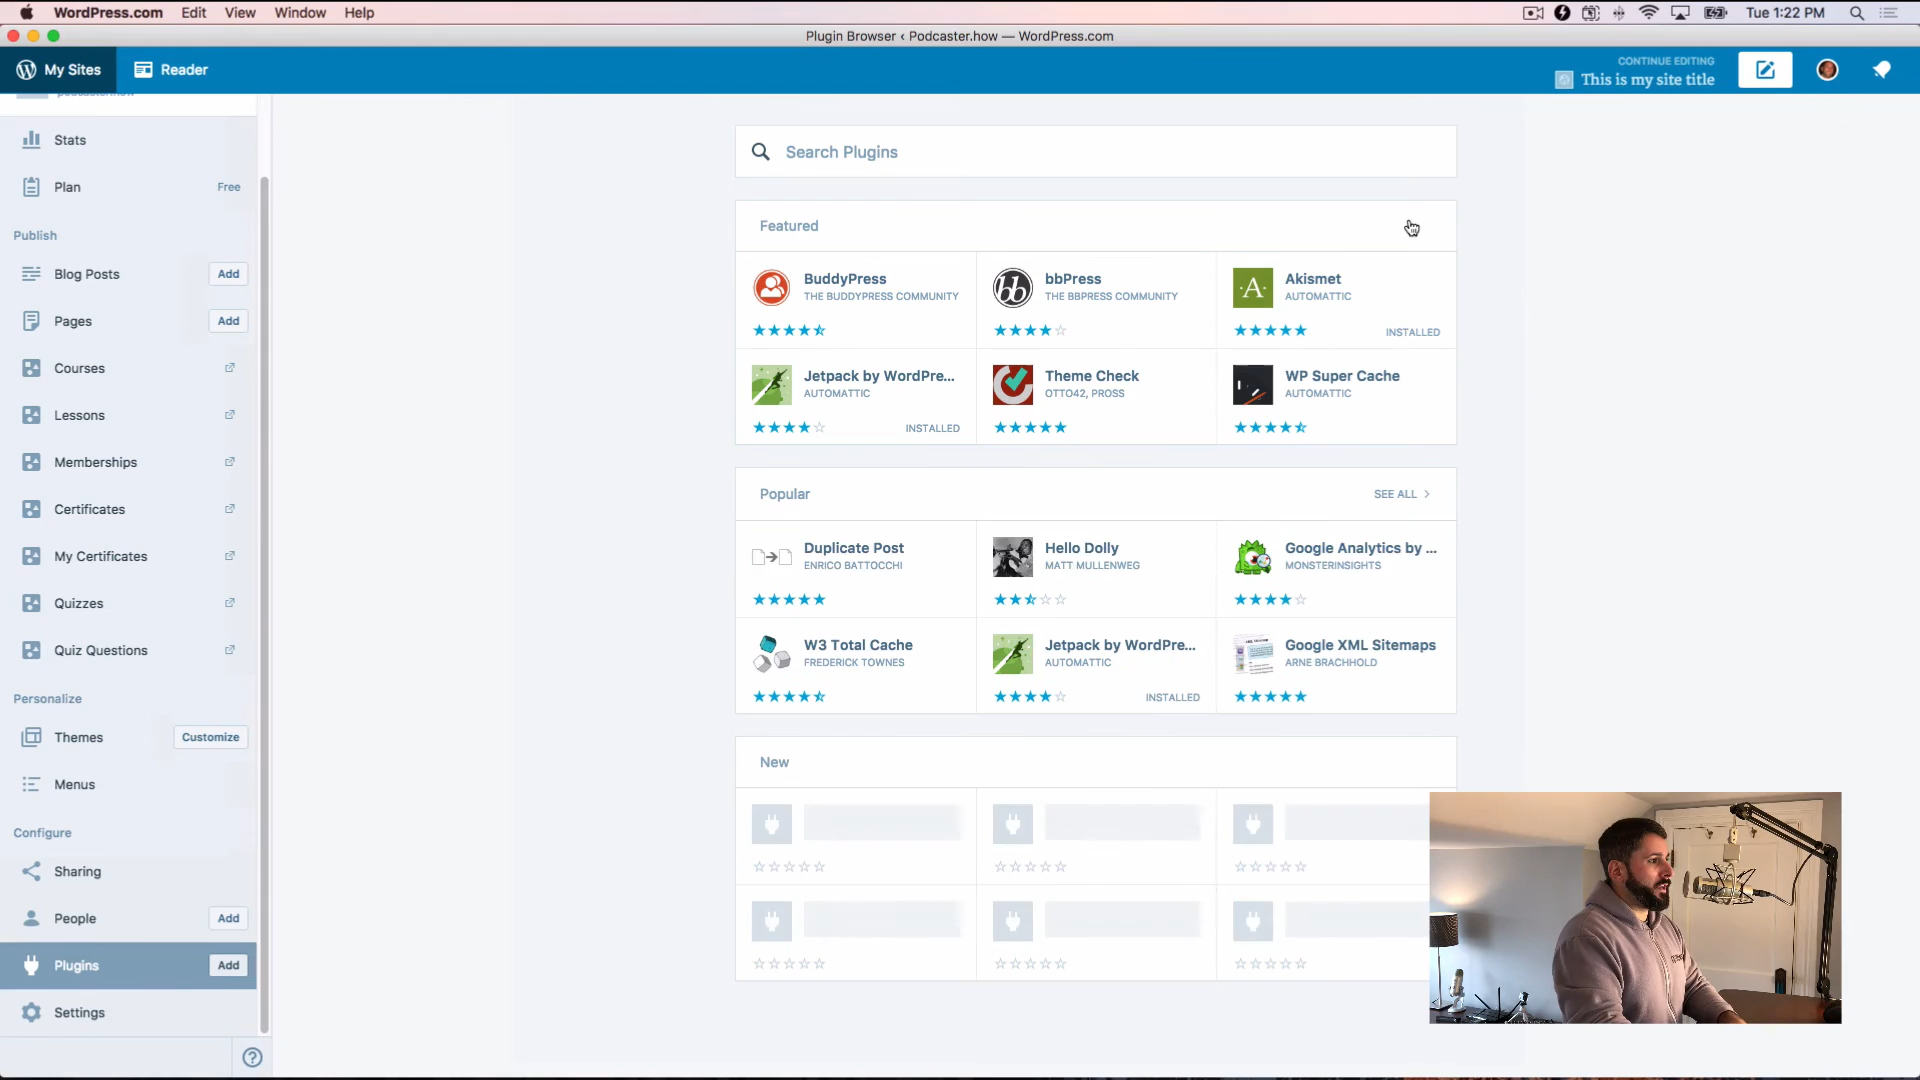 WordPress.com Edit View Window Help Tue 1:22 PM
Plugin Browser ‹ Podcaster.how — WordPress.com
My Sites Reader
CONTINUE EDITING
This is my site title
podcaster.how
Stats
Plan Free
Publish
Blog Posts Add
Pages Add
Courses
Lessons
Memberships
Certificates
My Certificates
Quizzes
Quiz Questions
Personalize
Themes Customize
Menus
Configure
Sharing
People Add
Plugins Add
Settings
Search Plugins
Featured
BuddyPress
THE BUDDYPRESS COMMUNITY
bbPress
THE BBPRESS COMMUNITY
Akismet
AUTOMATTIC
INSTALLED
Jetpack by WordPre...
AUTOMATTIC
INSTALLED
Theme Check
OTTO42, PROSS
WP Super Cache
AUTOMATTIC
Popular SEE ALL
Duplicate Post
ENRICO BATTOCCHI
Hello Dolly
MATT MULLENWEG
Google Analytics by ...
MONSTERINSIGHTS
W3 Total Cache
FREDERICK TOWNES
Jetpack by WordPre...
AUTOMATTIC
INSTALLED
Google XML Sitemaps
ARNE BRACHHOLD
New